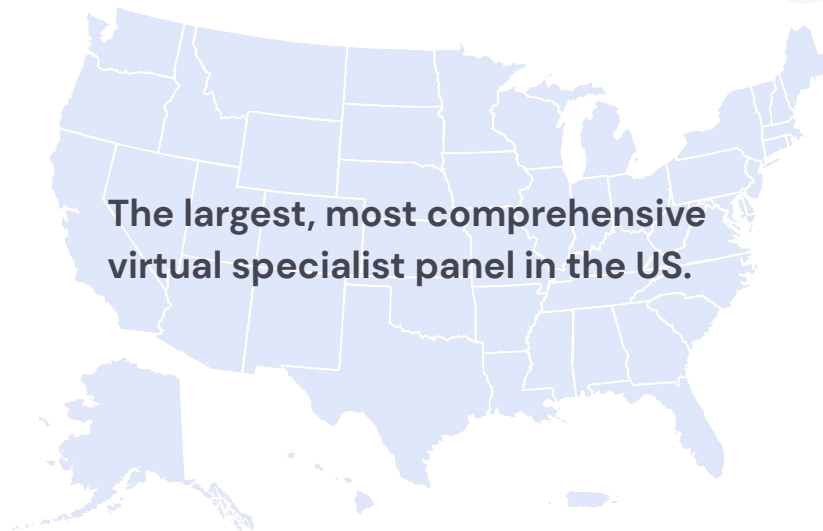 The largest, most comprehensive
virtual specialist panel in the US.